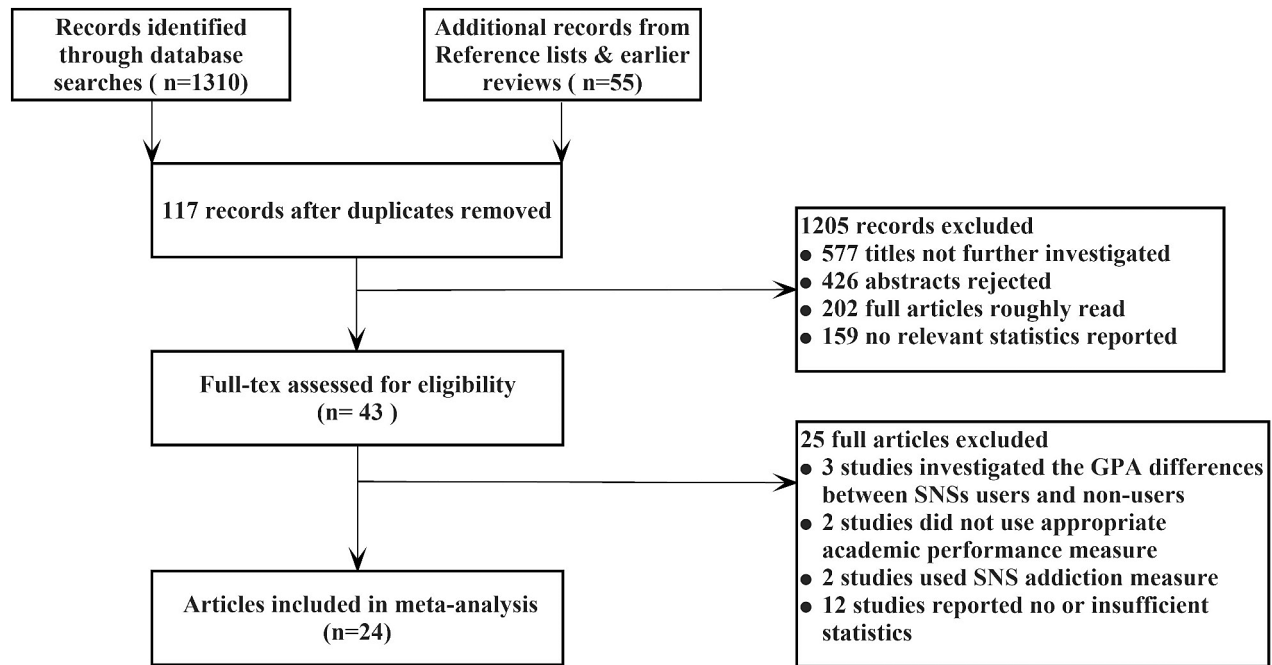 Records identified
through database
searches ( n=1310)
Additional records from
Reference lists & earlier
reviews ( n=55)
117 records after duplicates removed
1205 records excluded
● 577 titles not further investigated
● 426 abstracts rejected
● 202 full articles roughly read
● 159 no relevant statistics reported
Full-tex assessed for eligibility
(n= 43 )
25 full articles excluded
● 3 studies investigated the GPA differences
between SNSs users and non-users
● 2 studies did not use appropriate
academic performance measure
● 2 studies used SNS addiction measure
● 12 studies reported no or insufficient
statistics
Articles included in meta-analysis
(n=24)